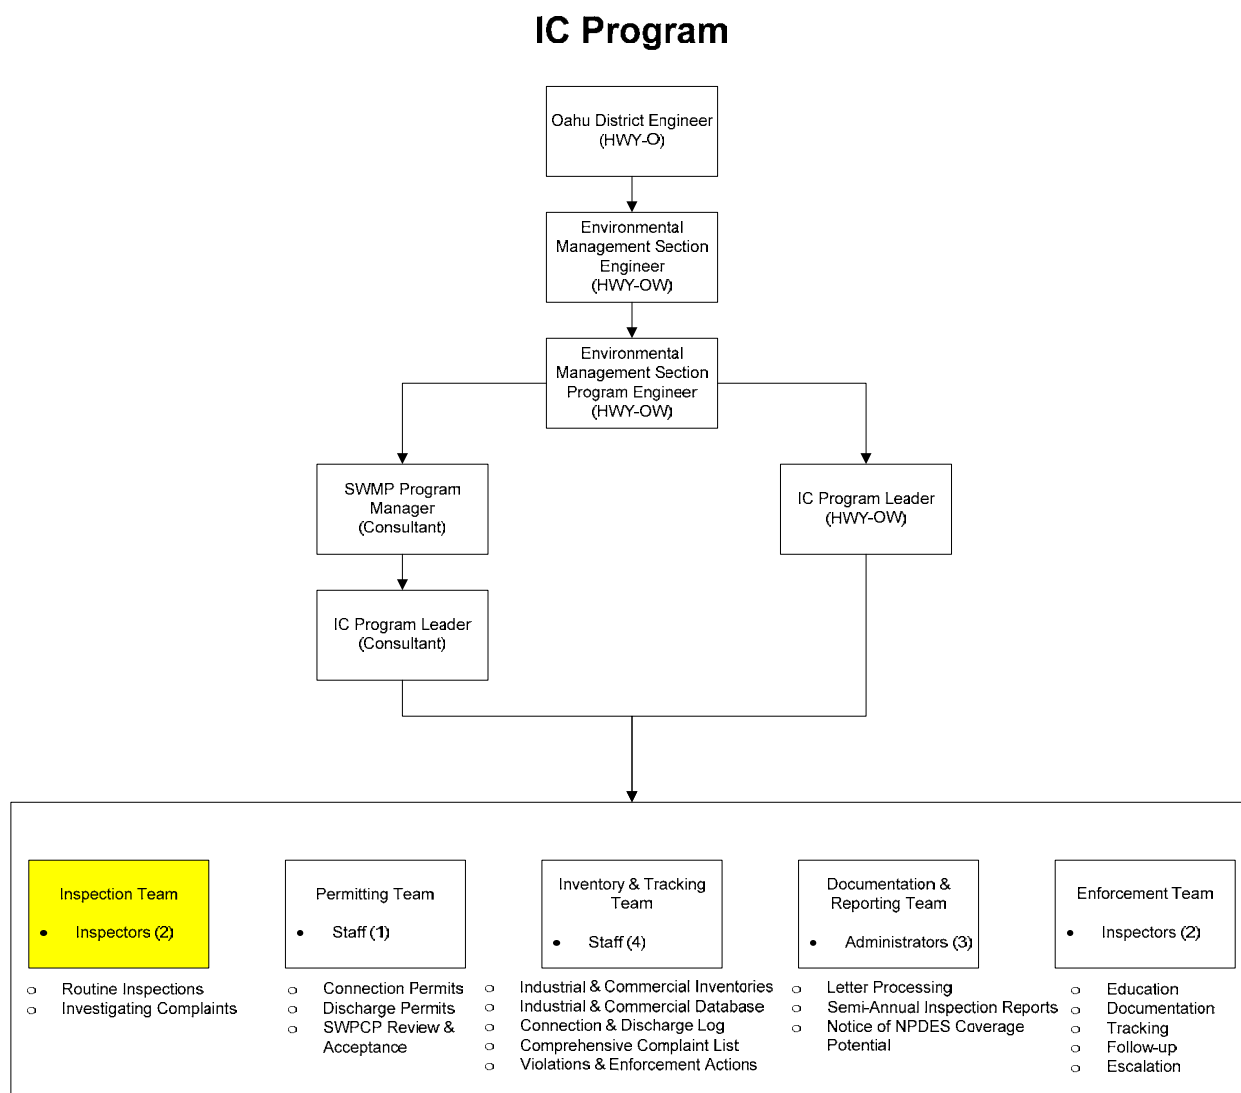 IC Program
Oahu District Engineer
(HWY-O)
Environmental
Management Section
Engineer
(HWY-OW)
Environmental
Management Section
Program Engineer
(HWY-OW)
SWMP Program
Manager
(Consultant)
IC Program Leader
(HWY-OW)
IC Program Leader
(Consultant)
Inspection Team
• Inspectors (2)
o Routine Inspections
o Investigating Complaints
Permitting Team
• Staff (1)
o Connection Permits
o Discharge Permits
o SWPCP Review &
Acceptance
Inventory & Tracking
Team
• Staff (4)
o Industrial & Commercial Inventories
o Industrial & Commercial Database
o Connection & Discharge Log
o Comprehensive Complaint List
o Violations & Enforcement Actions
Documentation &
Reporting Team
• Administrators (3)
o Letter Processing
o Semi-Annual Inspection Reports
o Notice of NPDES Coverage
Potential
Enforcement Team
• Inspectors (2)
o Education
o Documentation
o Tracking
o Follow-up
o Escalation